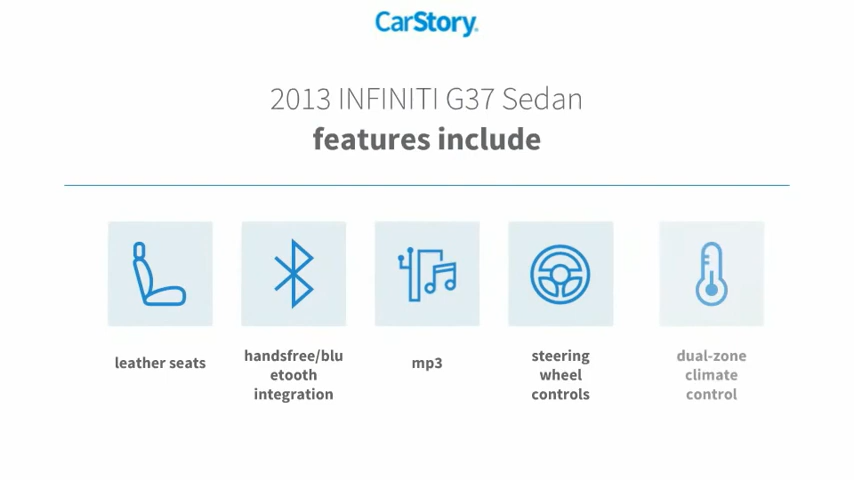 CarStory
2013 INFINITI G37 Sedan
features include
leather seats
handsfree/blu
etooth
integration
mp3
steering
wheel
controls
dual-zone
climate
control